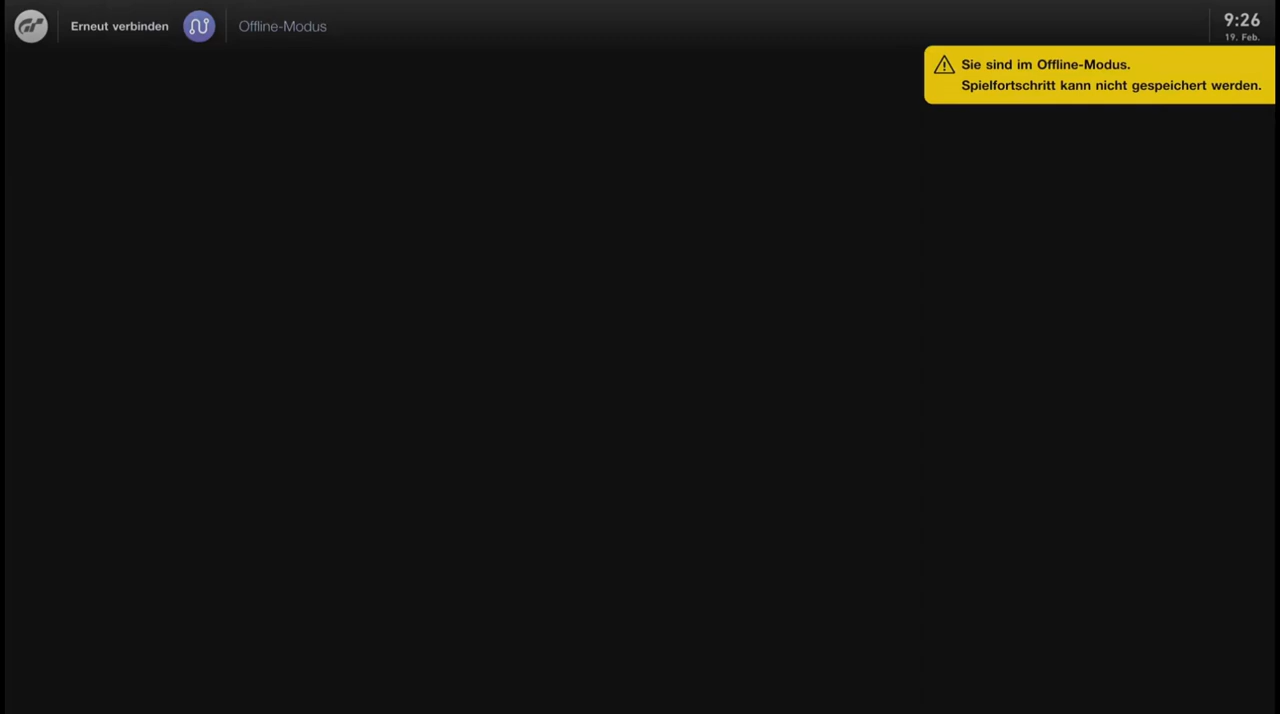 Erneut verbinden
Offline-Modus
9:26
19. Feb.
Sie sind im Offline-Modus.
Spielfortschritt kann nicht gespeichert werden.